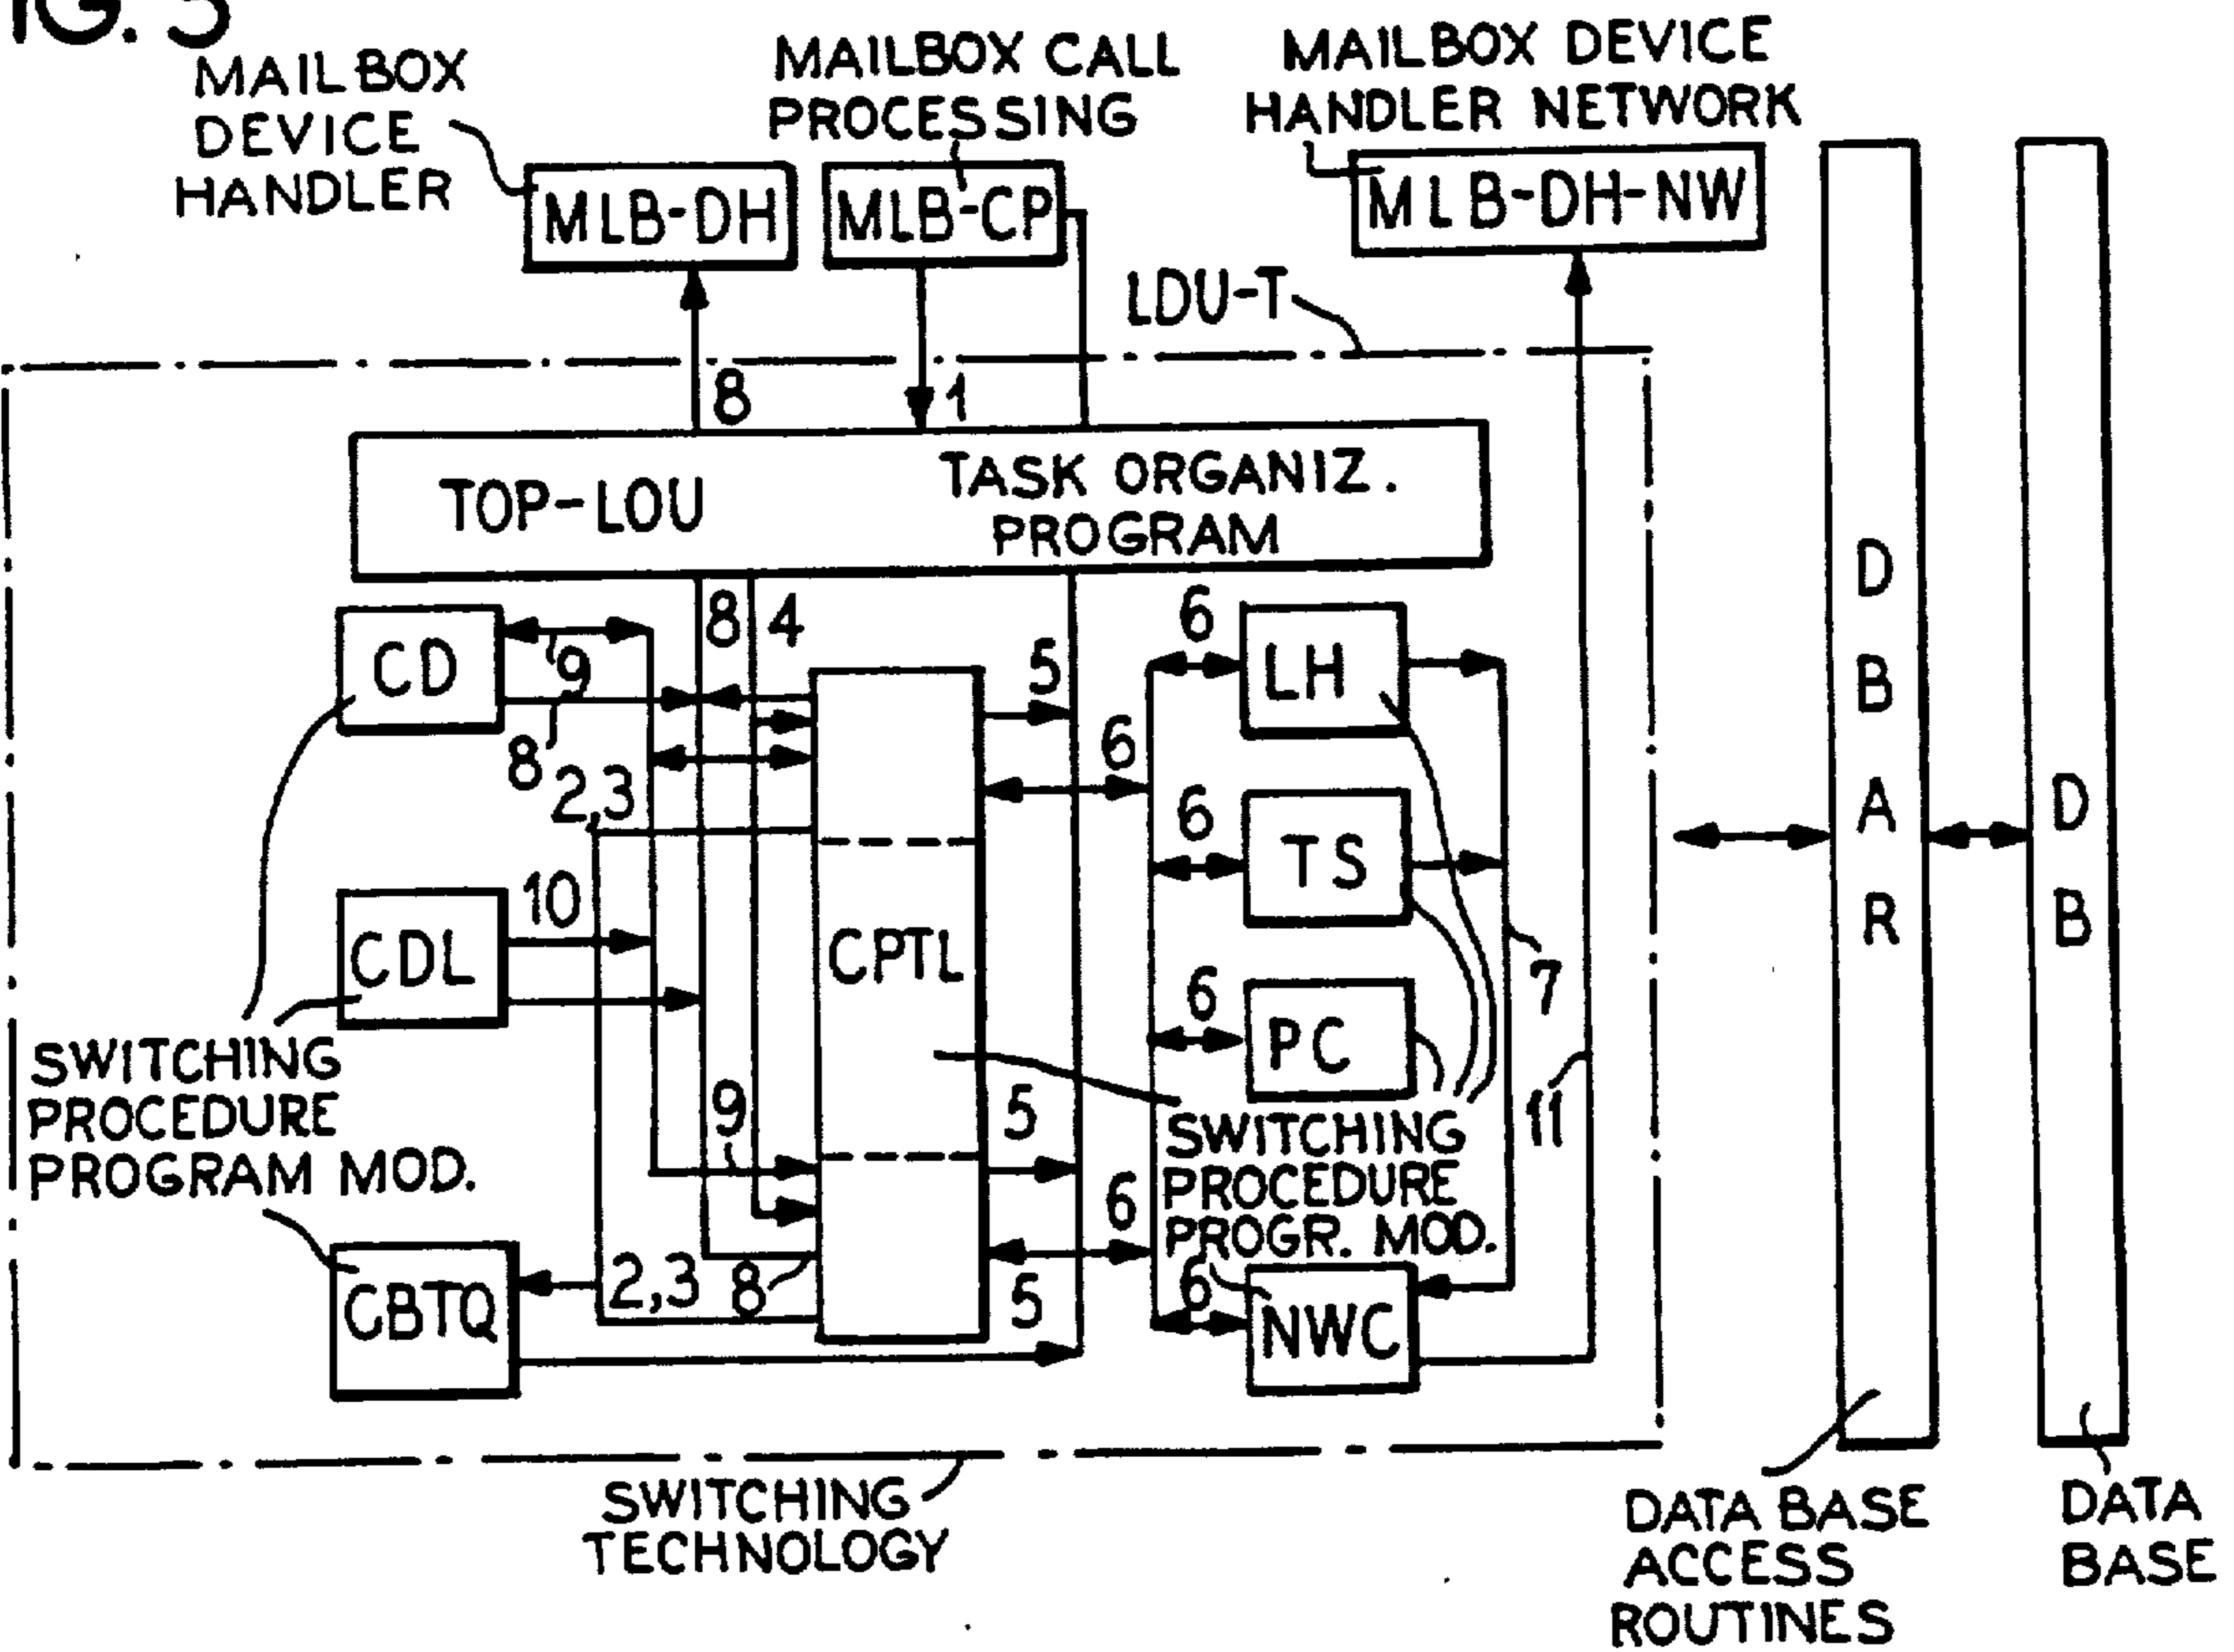 IG. 5
MAILBOX
DEVICE
HANDLER
MAILBOX CALL
PROCESSING
MAILBOX DEVICE
HANDLER NETWORK
MLB-DH
MLB-CP
MLB-DH-NW
LDU-T
8
1
TOP-LOU
TASK ORGANIZ.
PROGRAM
CD
9
8
8
4
5
6
LH
2,3
6
6
TS
CDL
10
CPTL
6
PC
7
11
SWITCHING
PROCEDURE
PROGRAM MOD.
9
5
SWITCHING
PROCEDURE
PROGR. MOD.
6
CBTQ
2,3
8
5
6
NWC
D
B
A
R
D
B
SWITCHING
TECHNOLOGY
DATA BASE
ACCESS
ROUTINES
DATA
BASE